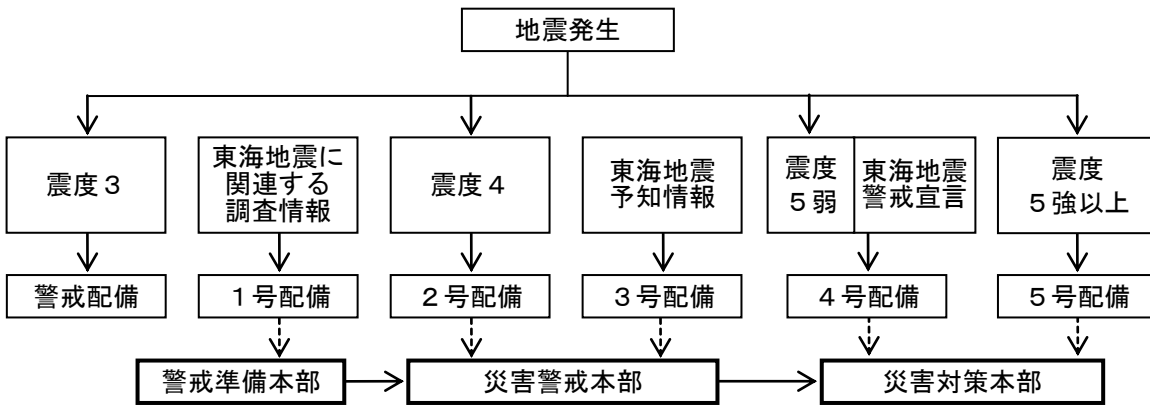 地震発生
震度３
東海地震に
関連する
調査情報
震度４
東海地震
予知情報
震度
５弱
東海地震
警戒宣言
震度
５強以上
警戒配備
１号配備
２号配備
３号配備
４号配備
５号配備
警戒準備本部
災害警戒本部
災害対策本部